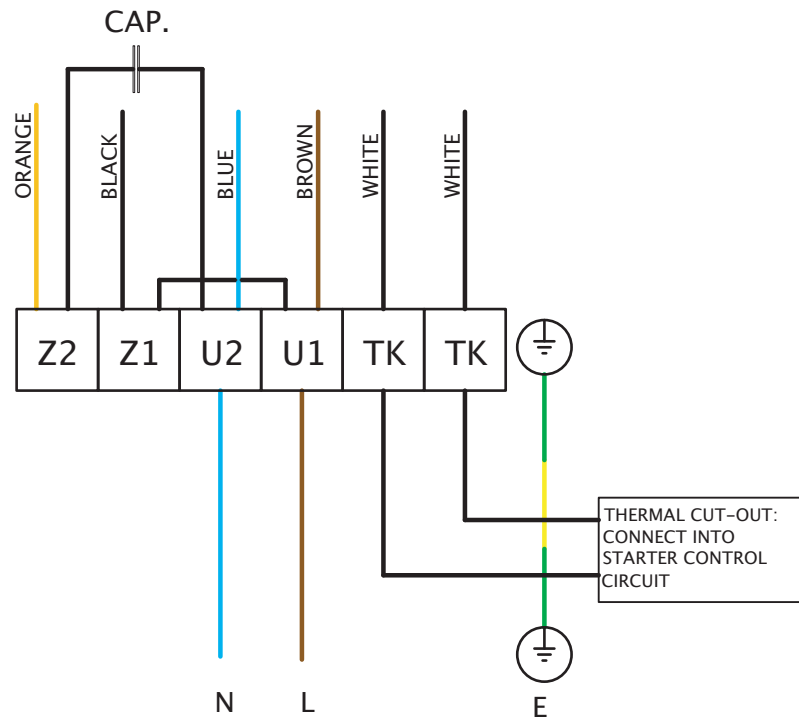 CAP.
ORANGE
BLACK
BLUE
BROWN
WHITE
WHITE
Z2
Z1
U2
U1
TK
TK
THERMAL CUT-OUT:
CONNECT INTO
STARTER CONTROL
CIRCUIT
N
L
E